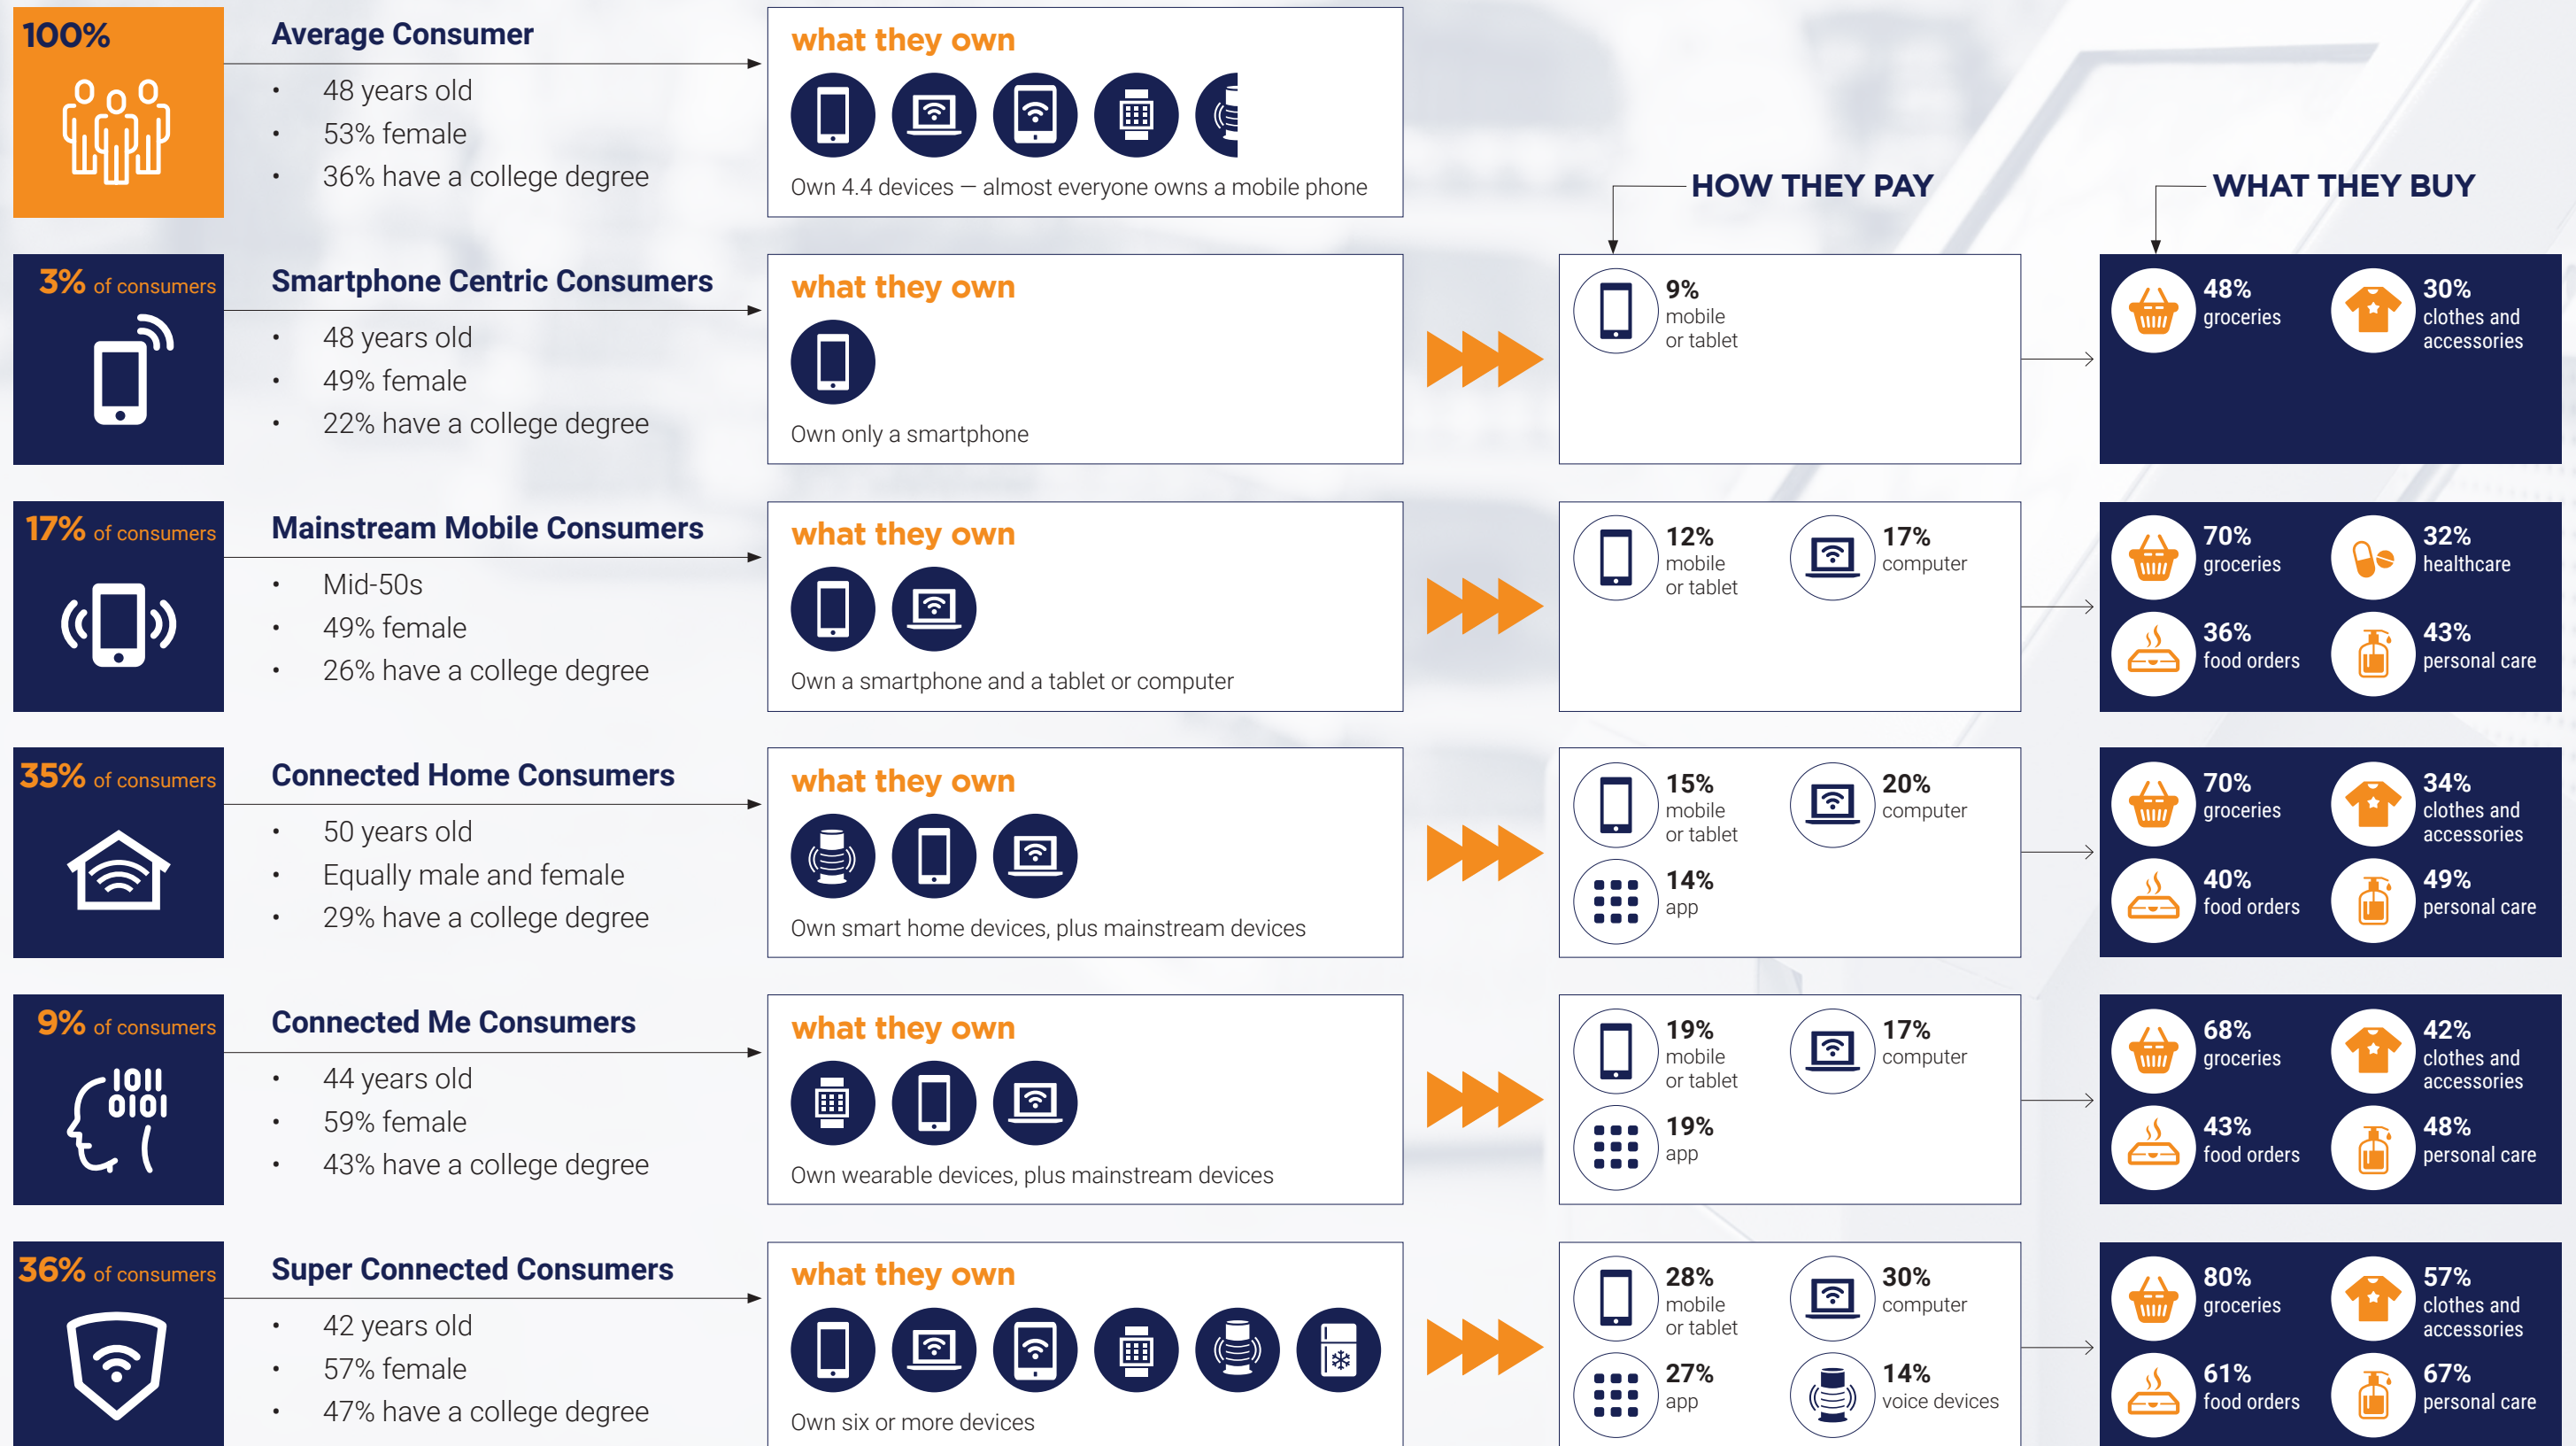 100%
Average Consumer
• 48 years old
• 53% female
• 36% have a college degree
what they own
Own 4.4 devices — almost everyone owns a mobile phone
HOW THEY PAY
WHAT THEY BUY
3% of consumers
Smartphone Centric Consumers
• 48 years old
• 49% female
• 22% have a college degree
what they own
Own only a smartphone
9%
mobile
or tablet
48%
groceries
30%
clothes and
accessories
17% of consumers
Mainstream Mobile Consumers
• Mid-50s
• 49% female
• 26% have a college degree
what they own
Own a smartphone and a tablet or computer
12%
mobile
or tablet
17%
computer
70%
groceries
32%
healthcare
36%
food orders
43%
personal care
35% of consumers
Connected Home Consumers
• 50 years old
• Equally male and female
• 29% have a college degree
what they own
Own smart home devices, plus mainstream devices
15%
mobile
or tablet
20%
computer
14%
app
70%
groceries
34%
clothes and
accessories
40%
food orders
49%
personal care
9% of consumers
1011
0101
Connected Me Consumers
• 44 years old
• 59% female
• 43% have a college degree
what they own
Own wearable devices, plus mainstream devices
19%
mobile
or tablet
17%
computer
19%
app
68%
groceries
42%
clothes and
accessories
43%
food orders
48%
personal care
36% of consumers
Super Connected Consumers
• 42 years old
• 57% female
• 47% have a college degree
what they own
Own six or more devices
28%
mobile
or tablet
30%
computer
27%
app
14%
voice devices
80%
groceries
57%
clothes and
accessories
61%
food orders
67%
personal care